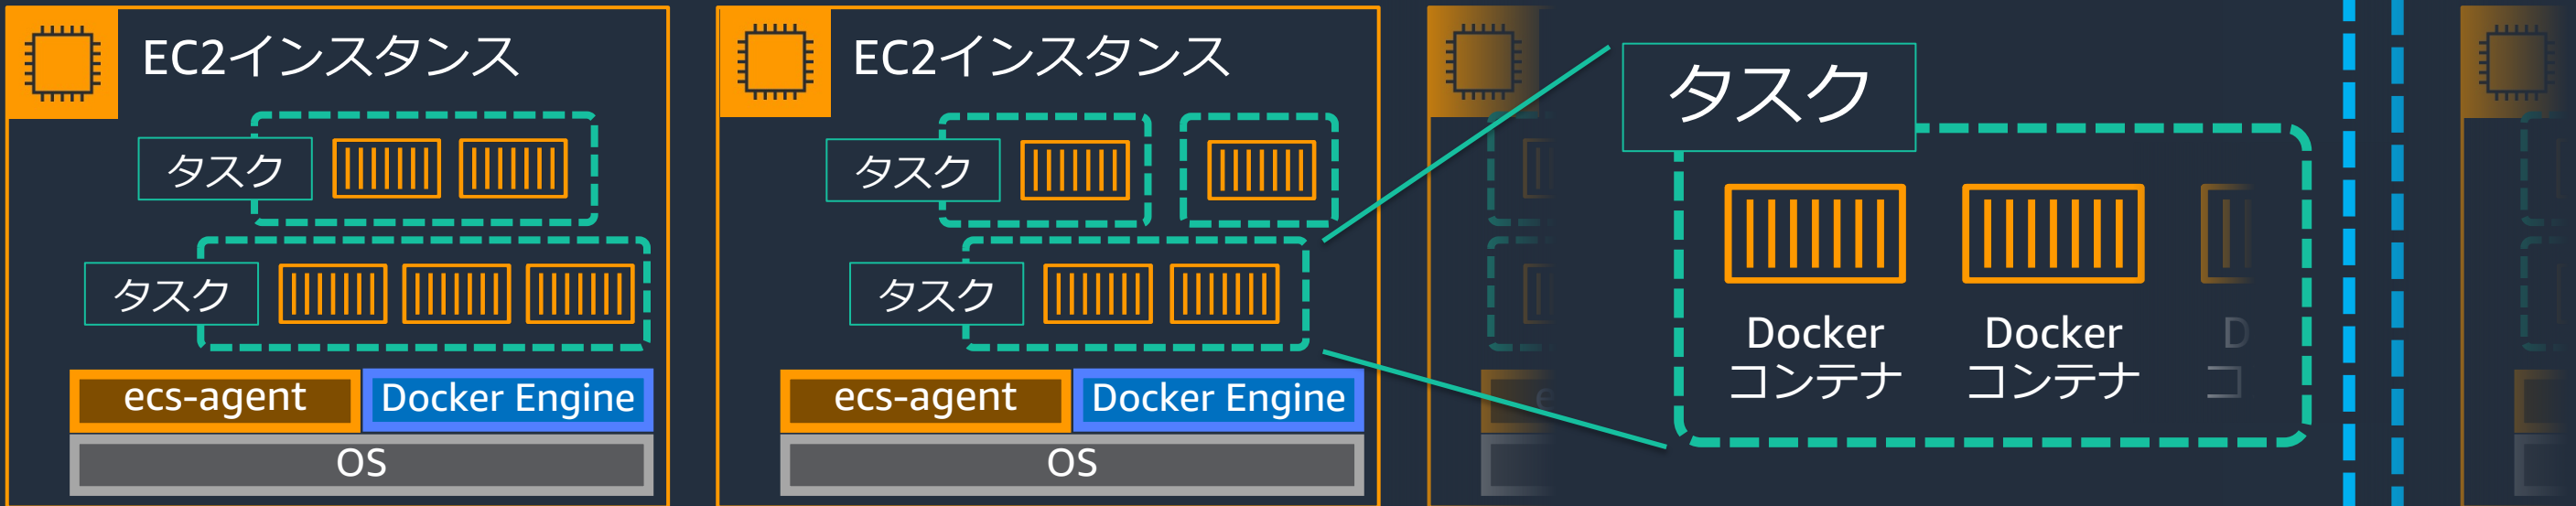 EC2インスタンス
タスク
タスク
ecs-agent
Docker Engine
OS
EC2インスタンス
タスク
タスク
ecs-agent
Docker Engine
OS
タスク
Docker
コンテナ
Docker
コンテナ
D
コ